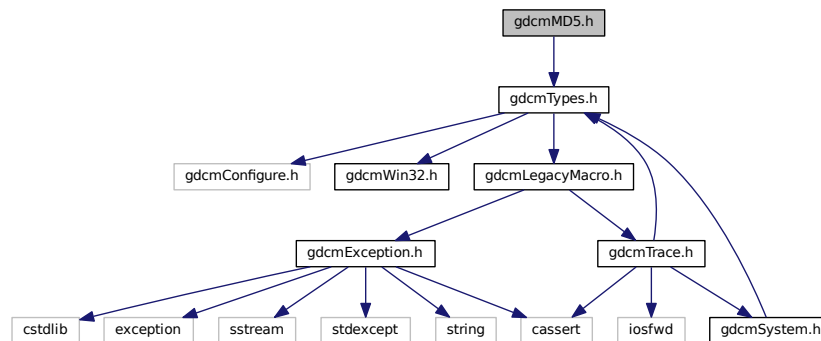 gdcmMD5.h
gdcmTypes.h
gdcmConfigure.h
gdcmWin32.h
gdcmLegacyMacro.h
gdcmException.h
gdcmTrace.h
cstdlib
exception
sstream
stdexcept
string
cassert
iosfwd
gdcmSystem.h